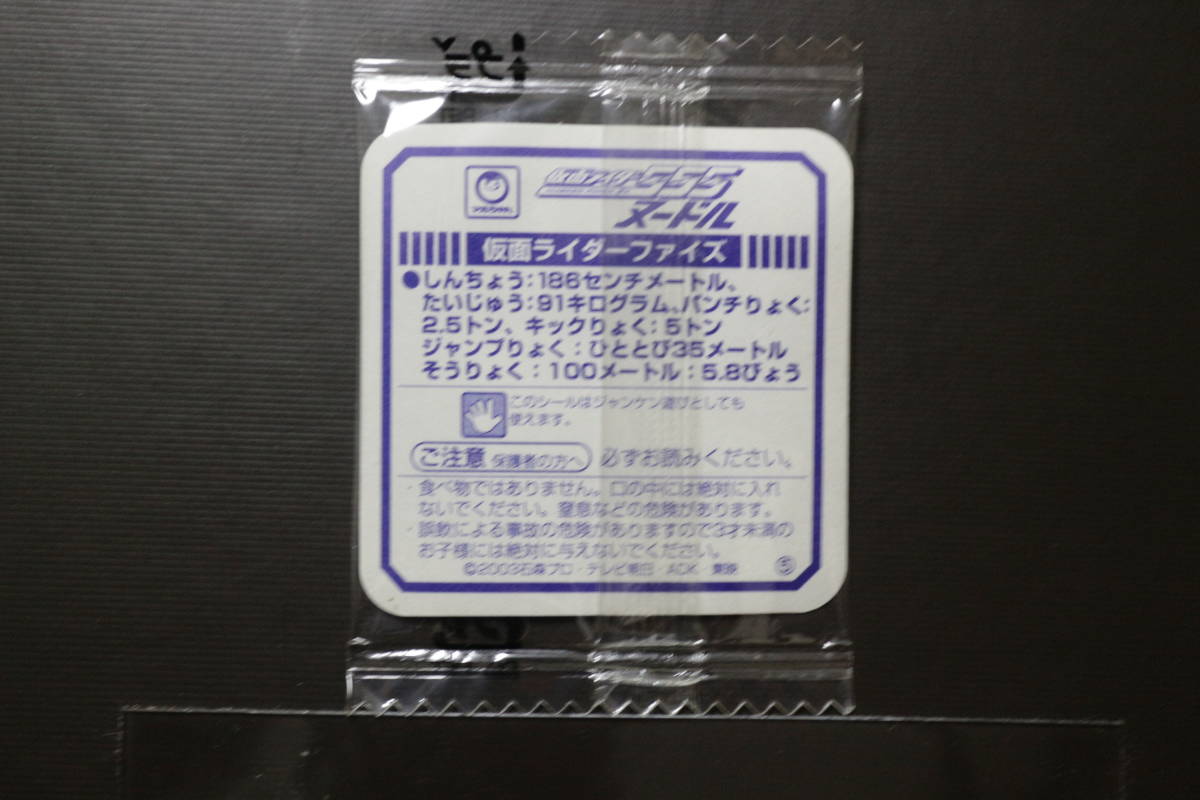 マルちゃん
仮面ライダー555
ヌードル
仮面ライダーファイズ
●しんちょう:186センチメートル、
たいじゅう:91キログラム、パンチりょく:
2.5トン、キックりょく:5トン
ジャンプりょく:ひととび35メートル
そうりょく:100メートル:5.8びょう
このシールはジャンケン遊びとしても
使えます。
ご注意 保護者の方へ 必ずお読みください。
・食べ物ではありません。口の中には絶対に入れ
ないでください。窒息などの危険があります。
・誤飲による事故の危険がありますので3才未満の
お子様には絶対に与えないでください。
©2003石森プロ・テレビ朝日・ADK・東映 ⑤